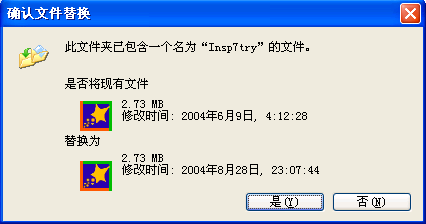 确认文件替换
此文件夹已包含一个名为“Insp7try”的文件。
是否将现有文件
2.73 MB
修改时间: 2004年6月9日, 4:12:28
替换为
2.73 MB
修改时间: 2004年8月28日, 23:07:44
是(Y) 否(N)